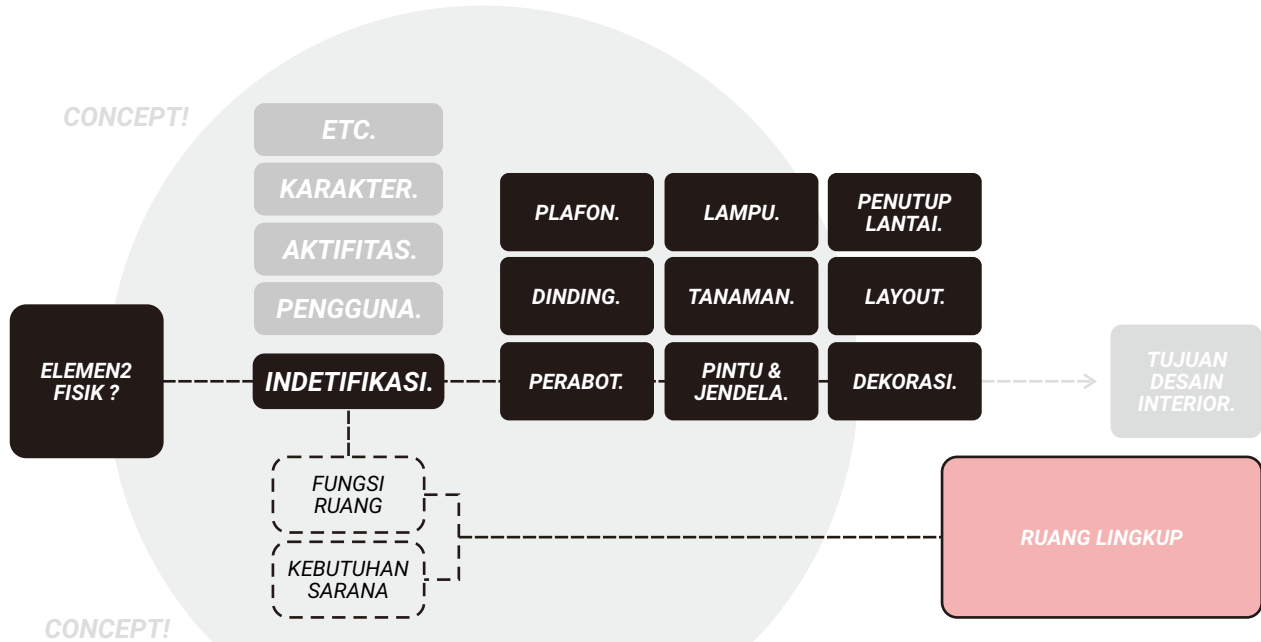 CONCEPT!
ETC.
KARAKTER.
AKTIFITAS.
PENGGUNA.
PLAFON.
LAMPU.
PENUTUP
LANTAI.
DINDING.
TANAMAN.
LAYOUT.
ELEMEN2
FISIK ?
INDETIFIKASI.
PERABOT.
PINTU &
JENDELA.
DEKORASI.
TUJUAN
DESAIN
INTERIOR.
FUNGSI
RUANG
KEBUTUHAN
SARANA
RUANG LINGKUP
CONCEPT!